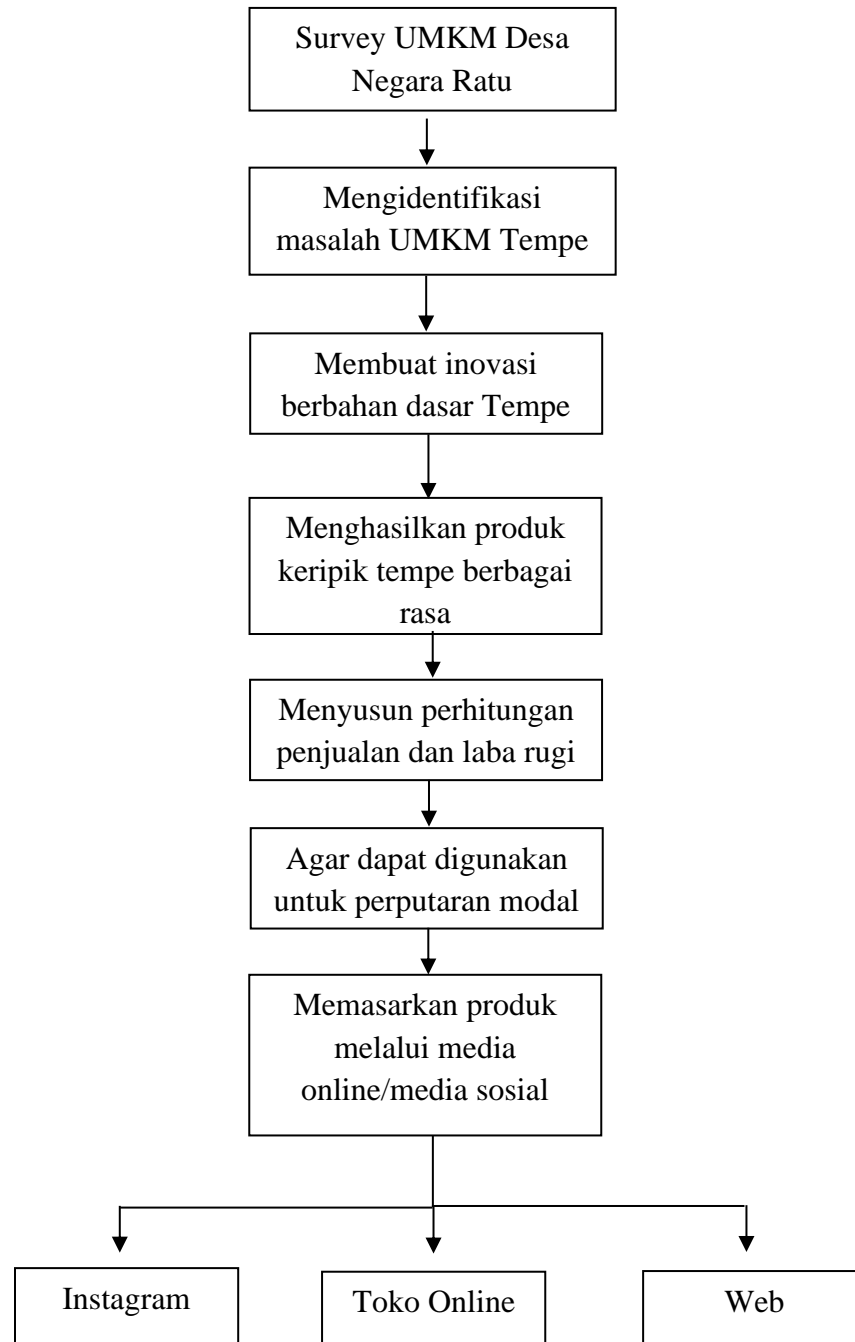 Survey UMKM Desa
Negara Ratu
Mengidentifikasi
masalah UMKM Tempe
Membuat inovasi
berbahan dasar Tempe
Menghasilkan produk
keripik tempe berbagai
rasa
Menyusun perhitungan
penjualan dan laba rugi
Agar dapat digunakan
untuk perputaran modal
Memasarkan produk
melalui media
online/media sosial
Instagram
Toko Online
Web